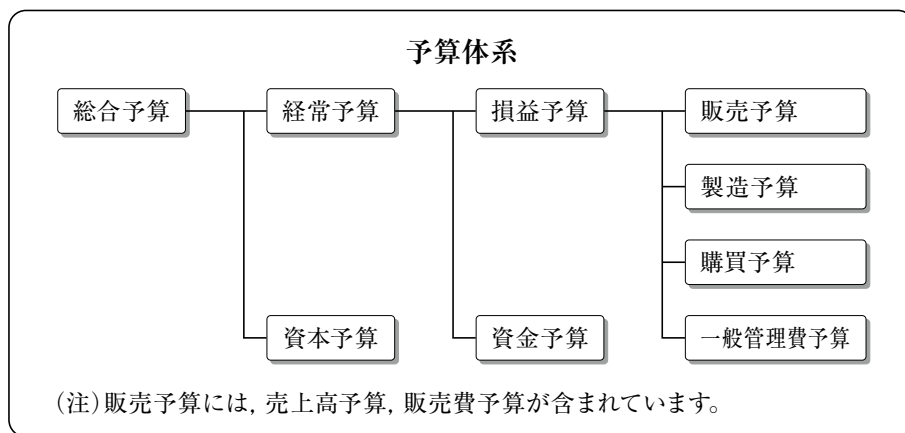 予算体系
総合予算
経常予算
損益予算
販売予算
製造予算
購買予算
資本予算
資金予算
一般管理費予算
(注)販売予算には, 売上高予算, 販売費予算が含まれています。